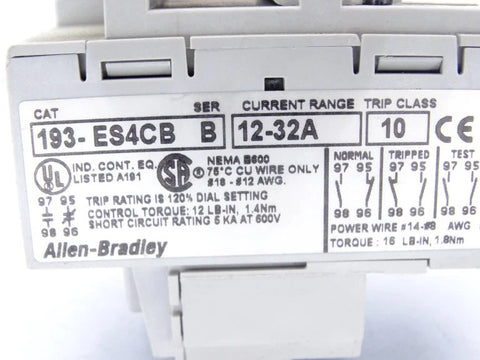 CAT SER CURRENT RANGE TRIP CLASS
193-ES4CB B 12-32A 10 CE
UL IND. CONT. EQ. LISTED A191
SA NEMA B600
75°C CU WIRE ONLY
#18-#12 AWG.
NORMAL TRIPPED TEST
97 95 97 95 97 95
98 96 98 96 98 96
97 95
98 96
TRIP RATING IS 120% DIAL SETTING
CONTROL TORQUE: 12 LB-IN, 1.4Nm
SHORT CIRCUIT RATING 5 KA AT 600V
POWER WIRE #14-#8 AWG
TORQUE: 16 LB-IN, 1.8Nm
Allen-Bradley